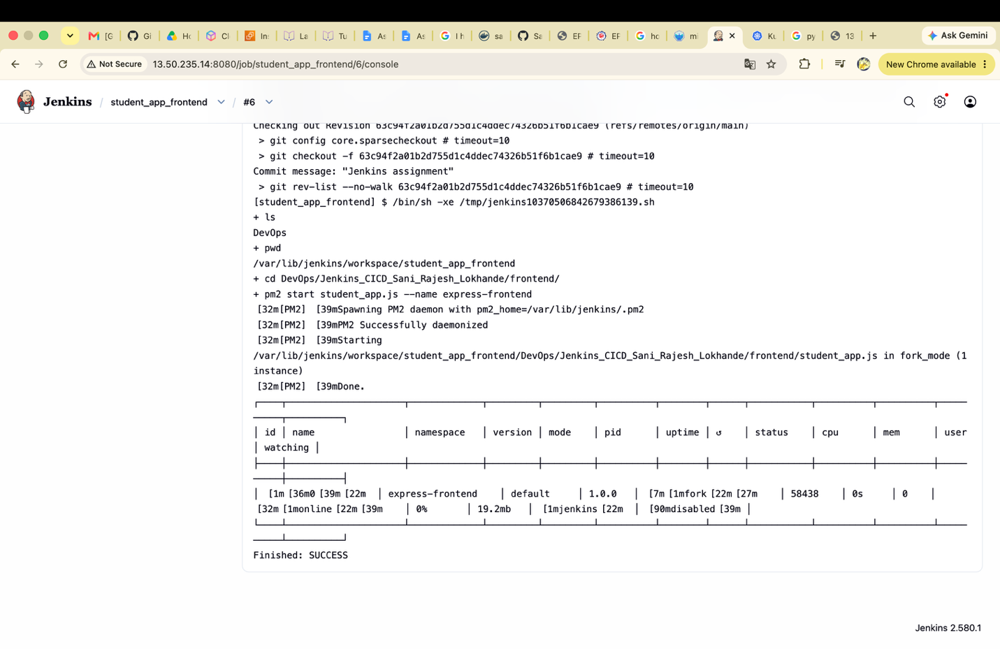 [G
Gi
Ho
Cl
In:
La
Tu
As
As
I h
sa
Sa
EF
EF
hc
mi
Ku
py
13
Ask Gemini
Not Secure
13.50.235.14:8080/job/student_app_frontend/6/console
New Chrome available
Jenkins / student_app_frontend / #6
Checking out Revision 63c94f2a01b2d755d1c4ddec74326b51f6b1cae9 (refs/remotes/origin/main)
> git config core.sparsecheckout # timeout=10
> git checkout -f 63c94f2a01b2d755d1c4ddec74326b51f6b1cae9 # timeout=10
Commit message: "Jenkins assignment"
> git rev-list --no-walk 63c94f2a01b2d755d1c4ddec74326b51f6b1cae9 # timeout=10
[student_app_frontend] $ /bin/sh -xe /tmp/jenkins10370506842679386139.sh
+ ls
DevOps
+ pwd
/var/lib/jenkins/workspace/student_app_frontend
+ cd DevOps/Jenkins_CICD_Sani_Rajesh_Lokhande/frontend/
+ pm2 start student_app.js --name express-frontend
[32m[PM2] [39mSpawning PM2 daemon with pm2_home=/var/lib/jenkins/.pm2
[32m[PM2] [39mPM2 Successfully daemonized
[32m[PM2] [39mStarting
/var/lib/jenkins/workspace/student_app_frontend/DevOps/Jenkins_CICD_Sani_Rajesh_Lokhande/frontend/student_app.js in fork_mode (1
instance)
[32m[PM2] [39mDone.
│ id │ name │ namespace │ version │ mode │ pid │ uptime │ ↺ │ status │ cpu │ mem │ user
│ watching │
│ [1m[36m0[39m[22m │ express-frontend │ default │ 1.0.0 │ [7m[1mfork[22m[27m │ 58438 │ 0s │ 0 │
[32m[1monline[22m[39m │ 0% │ 19.2mb │ [1mjenkins[22m │ [90mdisabled[39m │
Finished: SUCCESS
Jenkins 2.580.1